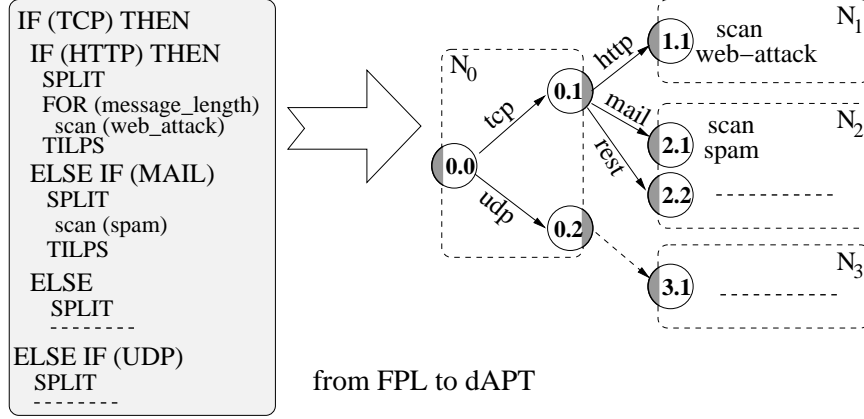 IF (TCP) THEN
IF (HTTP) THEN
SPLIT
FOR (message_length)
scan (web_attack)
TILPS
ELSE IF (MAIL)
SPLIT
scan (spam)
TILPS
ELSE
SPLIT
--------
ELSE IF (UDP)
SPLIT
--------
N0
0.0
tcp
udp
0.1
0.2
http
mail
rest
N1
1.1
scan
web−attack
N2
2.1
scan
spam
2.2
N3
3.1
from FPL to dAPT